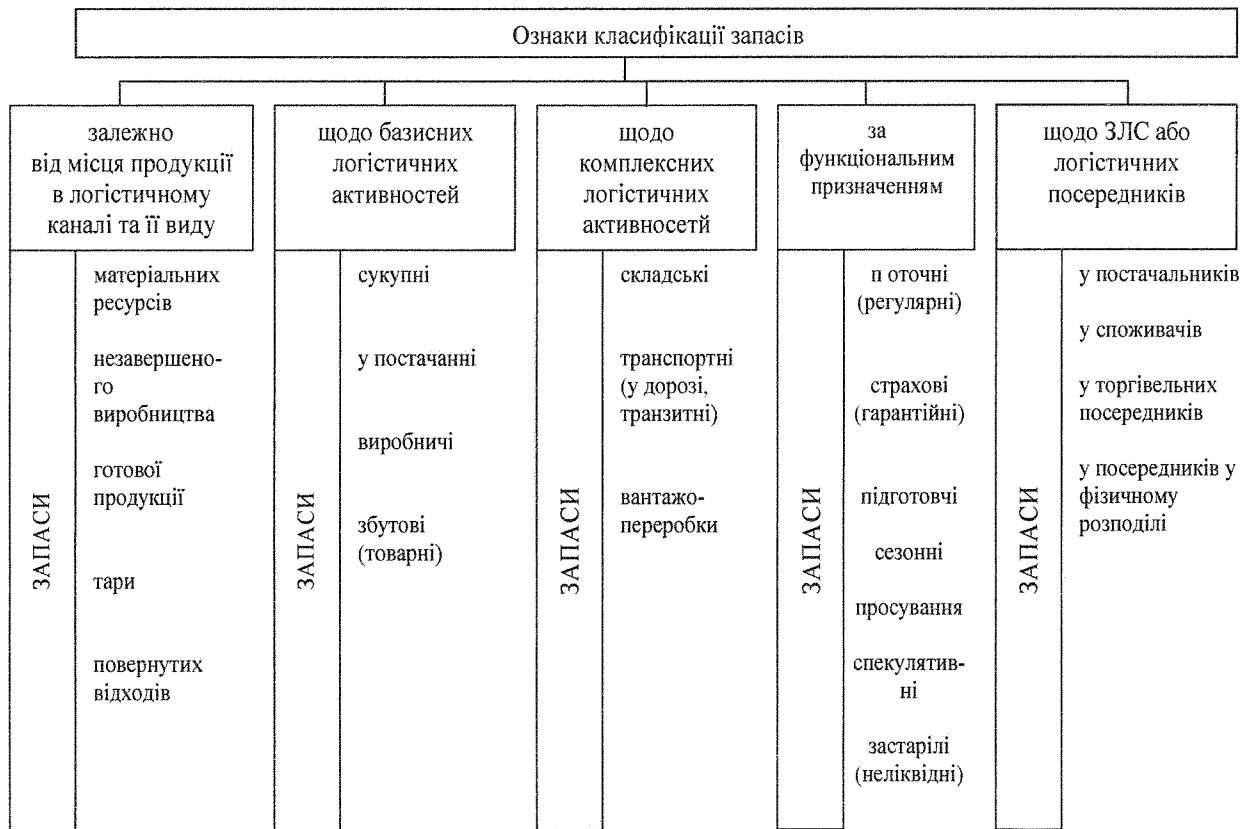 Ознаки класифікації запасів
залежно
від місця продукції
в логістичному
каналі та її виду
щодо базисних
логістичних
активностей
щодо
комплексних
логістичних
активносетй
за
функціональним
призначенням
щодо ЗЛС або
логістичних
посередників
ЗАПАСИ
матеріальних
ресурсів
незавершено-
го
виробництва
готової
продукції
тари
повернутих
відходів
ЗАПАСИ
сукупні
у постачанні
виробничі
збутові
(товарні)
ЗАПАСИ
складські
транспортні
(у дорозі,
транзитні)
вантажо-
переробки
ЗАПАСИ
п оточні
(регулярні)
страхові
(гарантійні)
підготовчі
сезонні
просування
спекулятив-
ні
застарілі
(неліквідні)
ЗАПАСИ
у постачальників
у споживачів
у торгівельних
посередників
у посередників у
фізичному
розподілі